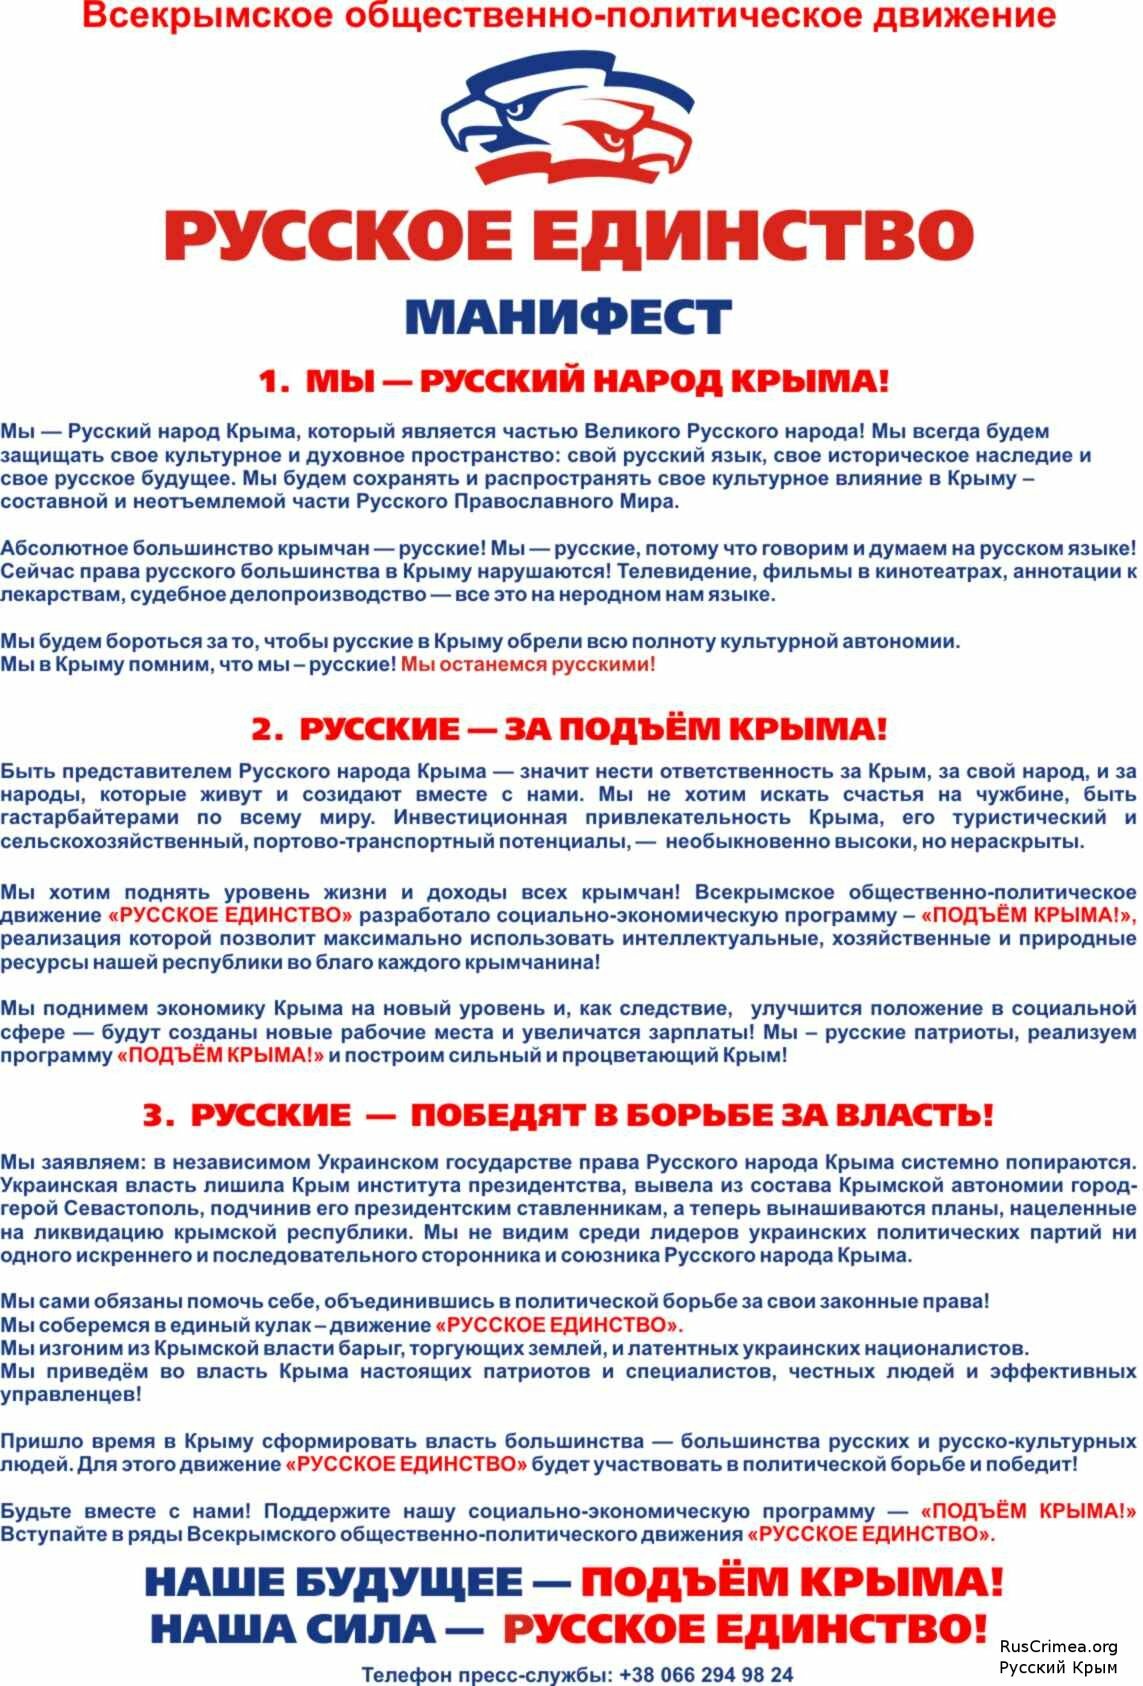 Всекрымское общественно-политическое движение
РУССКОЕ ЕДИНСТВО
МАНИФЕСТ
1. МЫ — РУССКИЙ НАРОД КРЫМА!
Мы — Русский народ Крыма, который является частью Великого Русского народа! Мы всегда будем
защищать свое культурное и духовное пространство: свой русский язык, свое историческое наследие и
свое русское будущее. Мы будем сохранять и распространять свое культурное влияние в Крыму –
составной и неотъемлемой части Русского Православного Мира.
Абсолютное большинство крымчан — русские! Мы — русские, потому что говорим и думаем на русском языке!
Сейчас права русского большинства в Крыму нарушаются! Телевидение, фильмы в кинотеатрах, аннотации к
лекарствам, судебное делопроизводство — все это на неродном нам языке.
Мы будем бороться за то, чтобы русские в Крыму обрели всю полноту культурной автономии.
Мы в Крыму помним, что мы – русские! Мы останемся русскими!
2. РУССКИЕ — ЗА ПОДЪЁМ КРЫМА!
Быть представителем Русского народа Крыма — значит нести ответственность за Крым, за свой народ, и за
народы, которые живут и созидают вместе с нами. Мы не хотим искать счастья на чужбине, быть
гастарбайтерами по всему миру. Инвестиционная привлекательность Крыма, его туристический и
сельскохозяйственный, портово-транспортный потенциалы, — необыкновенно высоки, но нераскрыты.
Мы хотим поднять уровень жизни и доходы всех крымчан! Всекрымское общественно-политическое
движение «РУССКОЕ ЕДИНСТВО» разработало социально-экономическую программу – «ПОДЪЁМ КРЫМА!»,
реализация которой позволит максимально использовать интеллектуальные, хозяйственные и природные
ресурсы нашей республики во благо каждого крымчанина!
Мы поднимем экономику Крыма на новый уровень и, как следствие, улучшится положение в социальной
сфере — будут созданы новые рабочие места и увеличатся зарплаты! Мы – русские патриоты, реализуем
программу «ПОДЪЁМ КРЫМА!» и построим сильный и процветающий Крым!
3. РУССКИЕ — ПОБЕДЯТ В БОРЬБЕ ЗА ВЛАСТЬ!
Мы заявляем: в независимом Украинском государстве права Русского народа Крыма системно попираются.
Украинская власть лишила Крым института президентства, вывела из состава Крымской автономии город-
герой Севастополь, подчинив его президентским ставленникам, а теперь вынашиваются планы, нацеленные
на ликвидацию крымской республики. Мы не видим среди лидеров украинских политических партий ни
одного искреннего и последовательного сторонника и союзника Русского народа Крыма.
Мы сами обязаны помочь себе, объединившись в политической борьбе за свои законные права!
Мы соберемся в единый кулак – движение «РУССКОЕ ЕДИНСТВО».
Мы изгоним из Крымской власти барыг, торгующих землей, и латентных украинских националистов.
Мы приведём во власть Крыма настоящих патриотов и специалистов, честных людей и эффективных
управленцев!
Пришло время в Крыму сформировать власть большинства — большинства русских и русско-культурных
людей. Для этого движение «РУССКОЕ ЕДИНСТВО» будет участвовать в политической борьбе и победит!
Будьте вместе с нами! Поддержите нашу социально-экономическую программу — «ПОДЪЁМ КРЫМА!»
Вступайте в ряды Всекрымского общественно-политического движения «РУССКОЕ ЕДИНСТВО».
НАШЕ БУДУЩЕЕ — ПОДЪЁМ КРЫМА!
НАША СИЛА — РУССКОЕ ЕДИНСТВО!
RusCrimea.org
Русский Крым
Телефон пресс-службы: +38 066 294 98 24